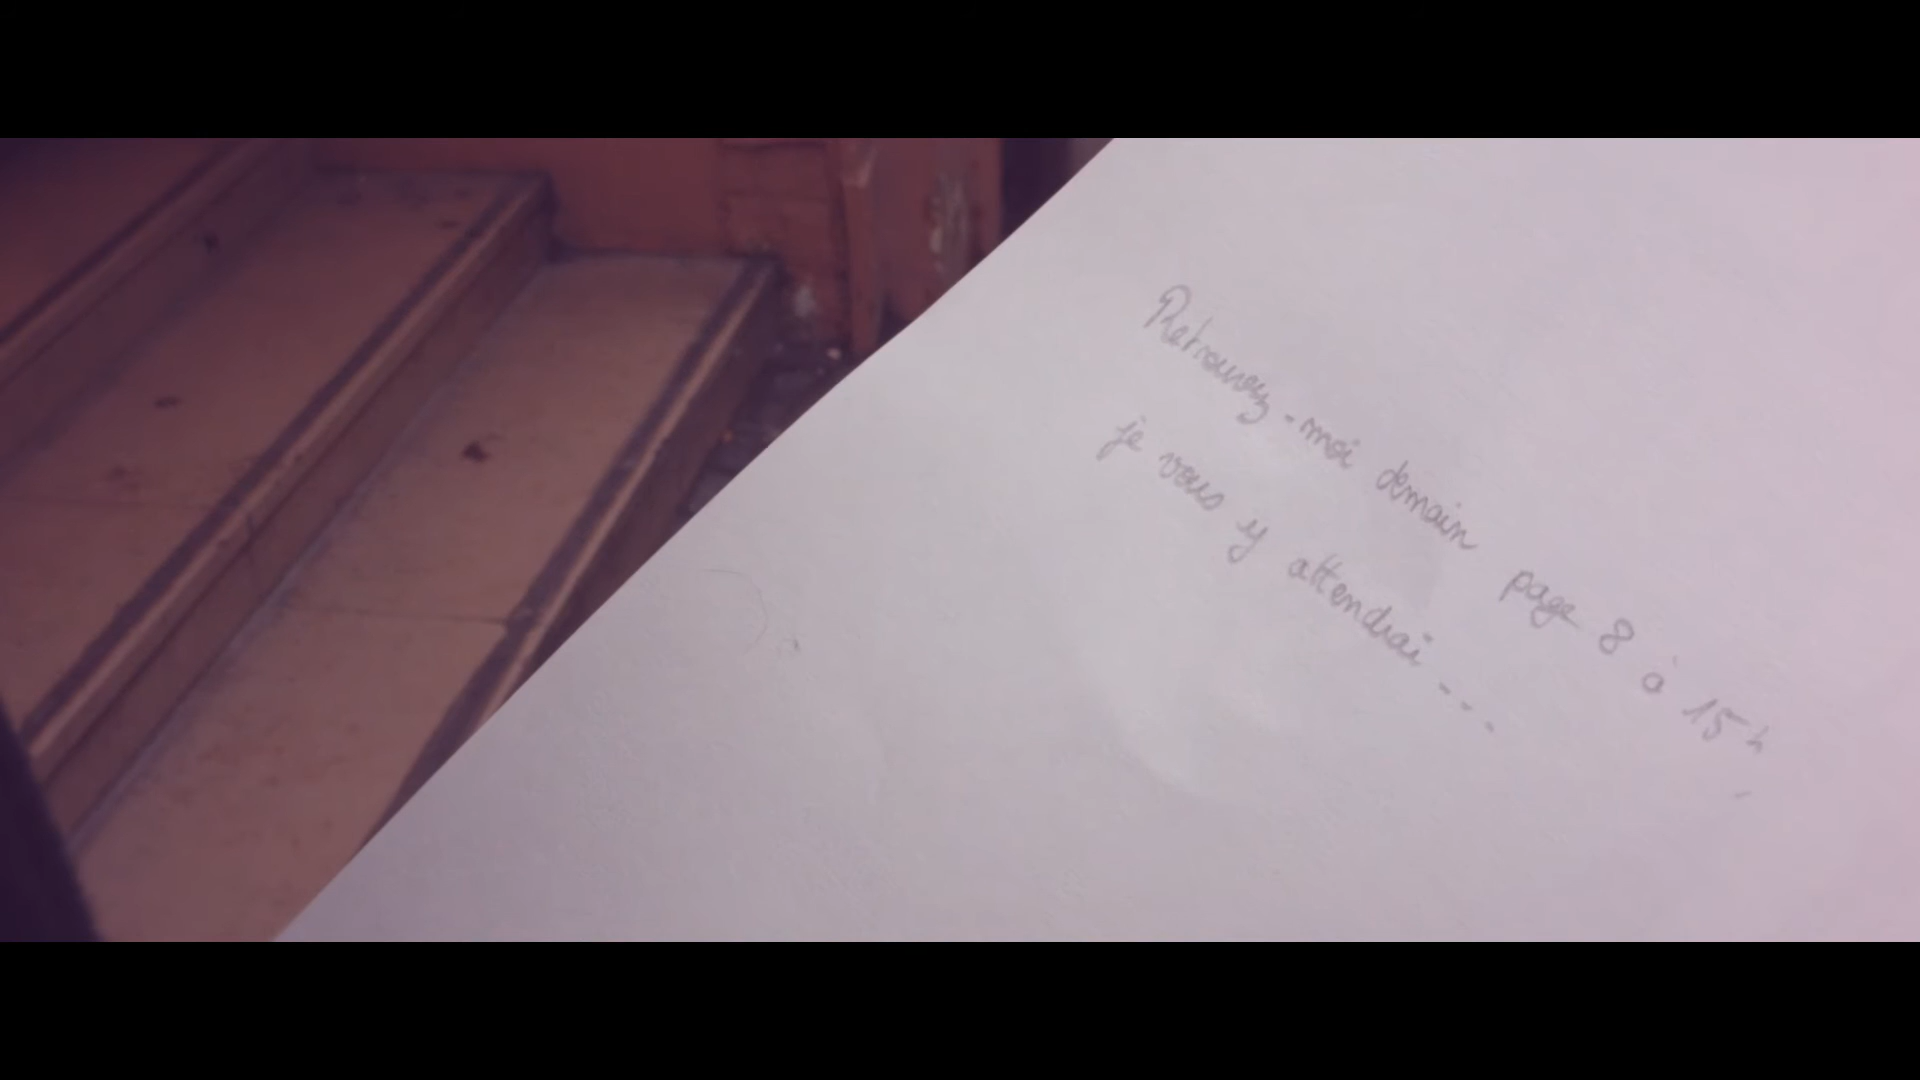 Retrouvez-moi demain page 8 à 15h
je vous y attendrai...